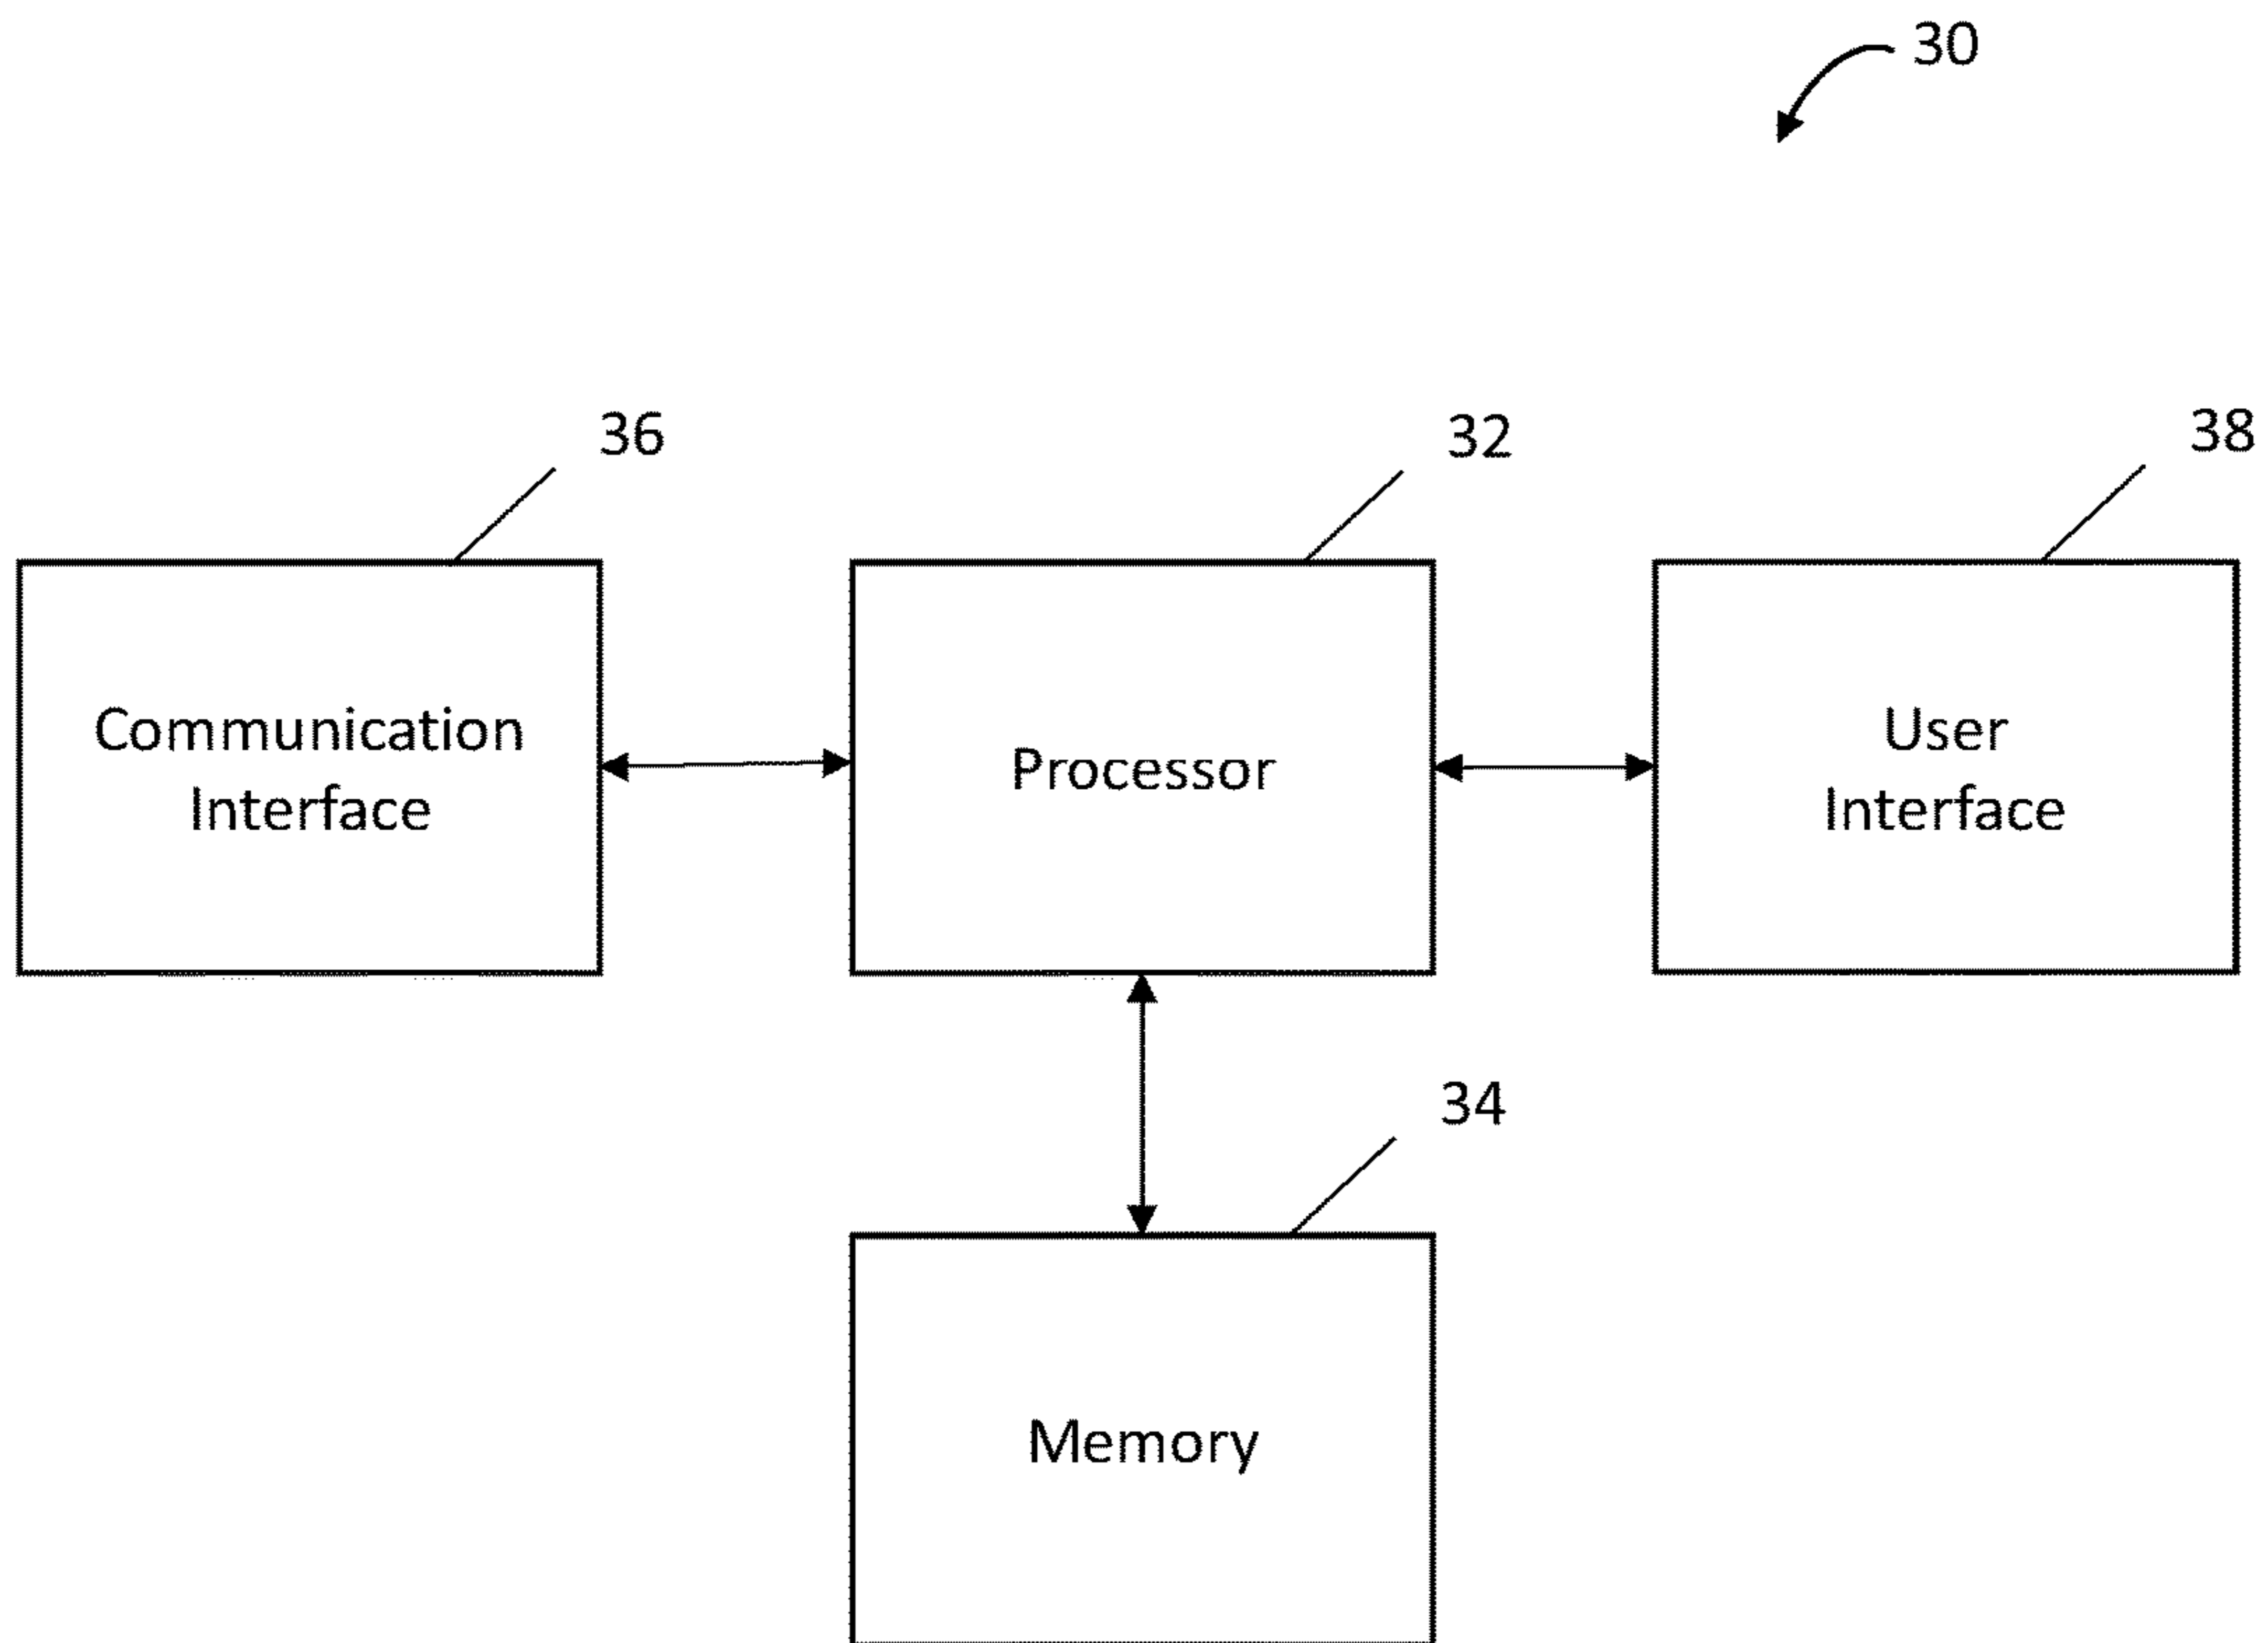 30
36
32
38
Communication
Interface
Processor
User
Interface
34
Memory